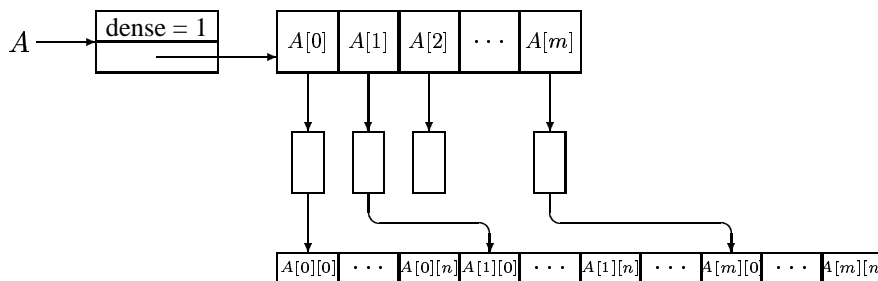 A
dense = 1
A[0] A[1] A[2] ··· A[m]
A[0][0] ··· A[0][n] A[1][0] ··· A[1][n] ··· A[m][0] ··· A[m][n